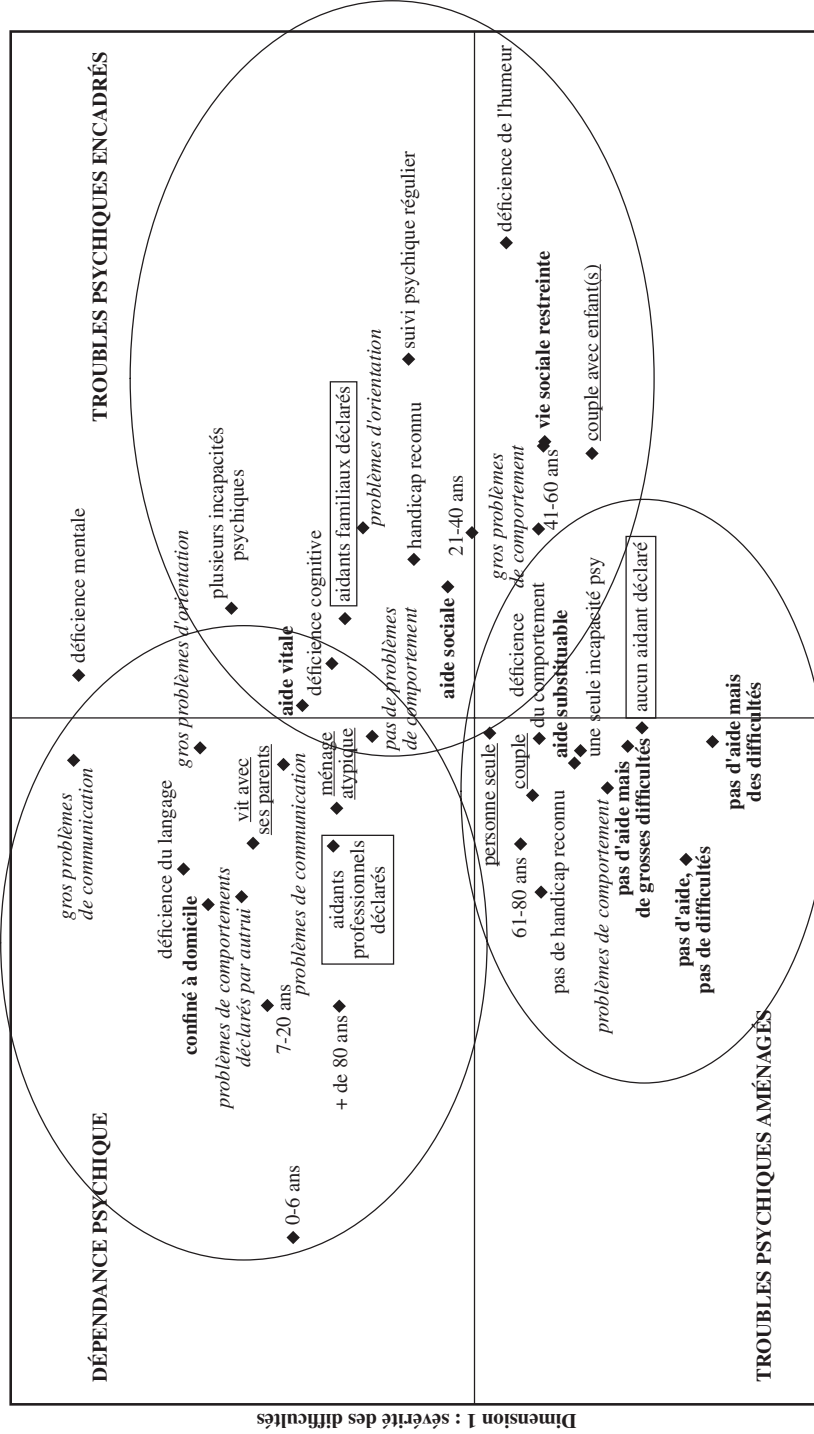 DÉPENDANCE PSYCHIQUE
TROUBLES PSYCHIQUES ENCADRÉS
gros problèmes
de communication
déficience mentale
déficience du langage
gros problèmes d'orientation
plusieurs incapacités
psychiques
confiné à domicile
problèmes de comportements
déclarés par autrui
vit avec
ses parents
7-20 ans
problèmes de communication
aide vitale
0-6 ans
déficience cognitive
+ de 80 ans
aidants
professionnels
déclarés
ménage
atypique
aidants familiaux déclarés
problèmes d'orientation
pas de problèmes
de comportement
suivi psychique régulier
handicap reconnu
aide sociale
21-40 ans
personne seule
déficience
du comportement
gros problèmes
de comportement
déficience de l'humeur
61-80 ans
couple
41-60 ans
vie sociale restreinte
pas de handicap reconnu
aide substituable
une seule incapacité psy
couple avec enfant(s)
problèmes de comportement
pas d'aide mais
de grosses difficultés
aucun aidant déclaré
pas d'aide,
pas de difficultés
pas d'aide mais
des difficultés
TROUBLES PSYCHIQUES AMÉNAGÉS
Dimension 1 : sévérité des difficultés